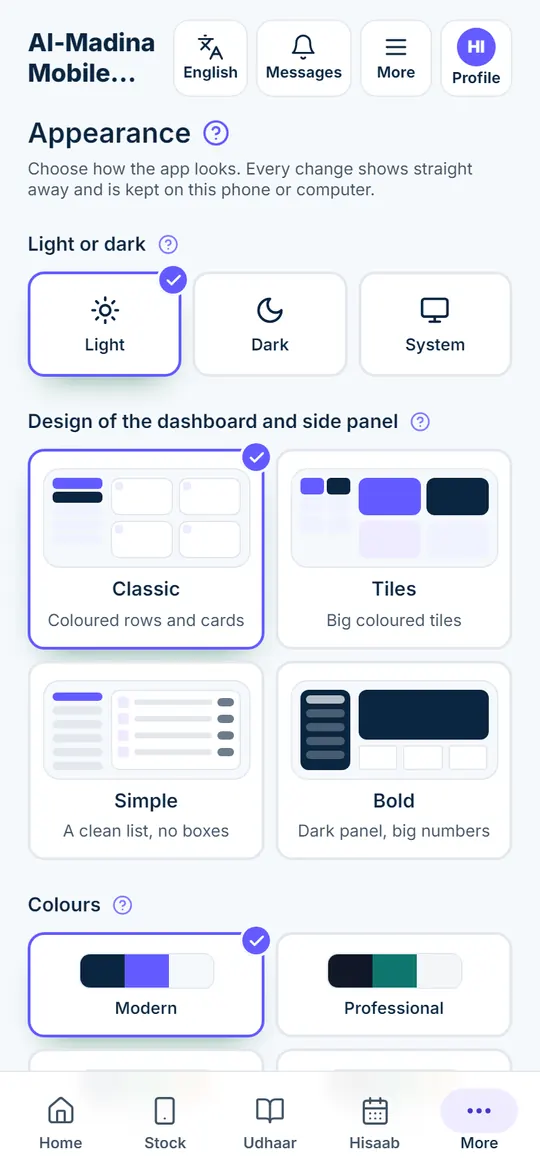 Al-Madina
Mobile...
English
Messages
More
HI
Profile
Appearance
Choose how the app looks. Every change shows straight
away and is kept on this phone or computer.
Light or dark
Light
Dark
System
Design of the dashboard and side panel
Classic
Coloured rows and cards
Tiles
Big coloured tiles
Simple
A clean list, no boxes
Bold
Dark panel, big numbers
Colours
Modern
Professional
Home
Stock
Udhaar
Hisaab
More